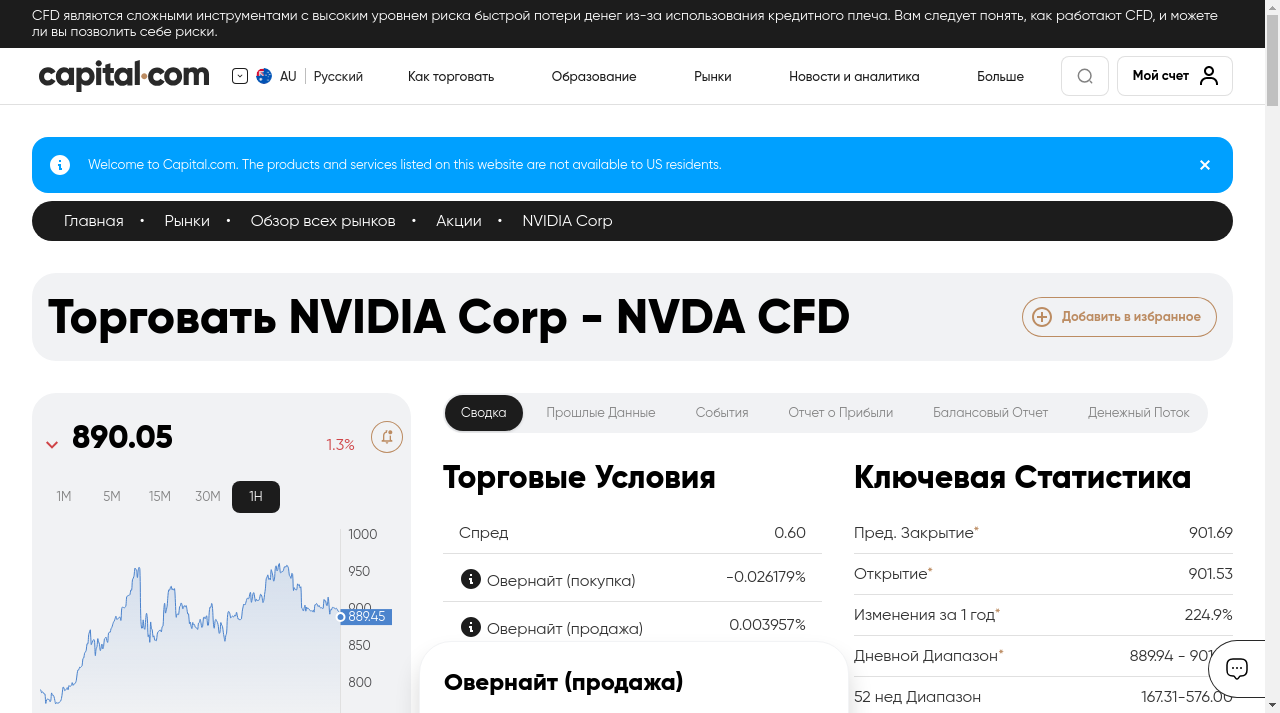 CFD являются сложными инструментами с высоким уровнем риска быстрой потери денег из-за использования кредитного плеча. Вам следует понять, как работают CFD, и можете
ли вы позволить себе риски.
capital.com AU Русский Как торговать Образование Рынки Новости и аналитика Больше Мой счет
Welcome to Capital.com. The products and services listed on this website are not available to US residents.
Главная • Рынки • Обзор всех рынков • Акции • NVIDIA Corp
Торговать NVIDIA Corp - NVDA CFD
Добавить в избранное
890.05 1.3%
1M 5M 15M 30M 1H
1000
950
900
889.45
850
800
Сводка Прошлые Данные События Отчет о Прибыли Балансовый Отчет Денежный Поток
Торговые Условия
Спред 0.60
Овернайт (покупка) -0.026179%
Овернайт (продажа) 0.003957%
Овернайт (продажа)
Ключевая Статистика
Пред. Закрытие* 901.69
Открытие* 901.53
Изменения за 1 год* 224.9%
Дневной Диапазон* 889.94 -
52 нед Диапазон 167.31-576.00